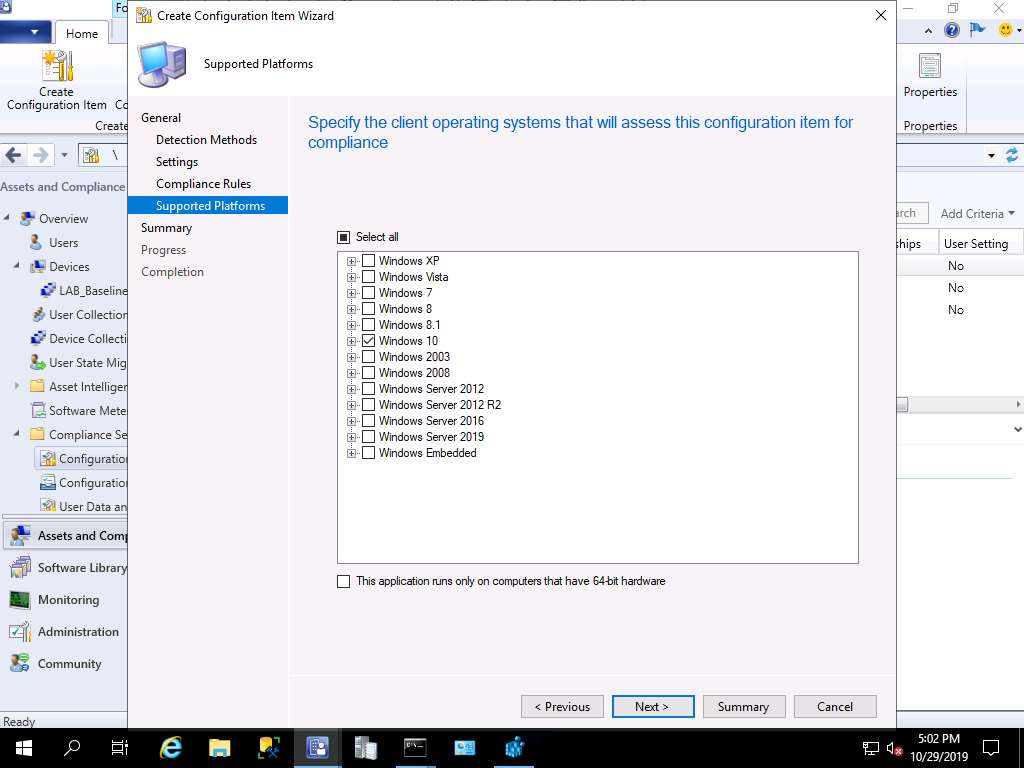 Create Configuration Item Wizard
Fo
Home
Supported Platforms
Create
Configuration Item
Co
Create
Properties
Properties
\
General
Detection Methods
Settings
Compliance Rules
Supported Platforms
Summary
Progress
Completion
Specify the client operating systems that will assess this configuration item for
compliance
Select all
Windows XP
Windows Vista
Windows 7
Windows 8
Windows 8.1
Windows 10
Windows 2003
Windows 2008
Windows Server 2012
Windows Server 2012 R2
Windows Server 2016
Windows Server 2019
Windows Embedded
This application runs only on computers that have 64-bit hardware
< Previous
Next >
Summary
Cancel
Assets and Compliance
Overview
Users
Devices
LAB_Baseline
User Collection
Device Collecti
User State Mig
Asset Intelliger
Software Mete
Compliance Se
Configuration
Configuration
User Data an
Assets and Comp
Software Library
Monitoring
Administration
Community
Ready
arch
Add Criteria
ships
User Setting
No
No
No
5:02 PM
10/29/2019